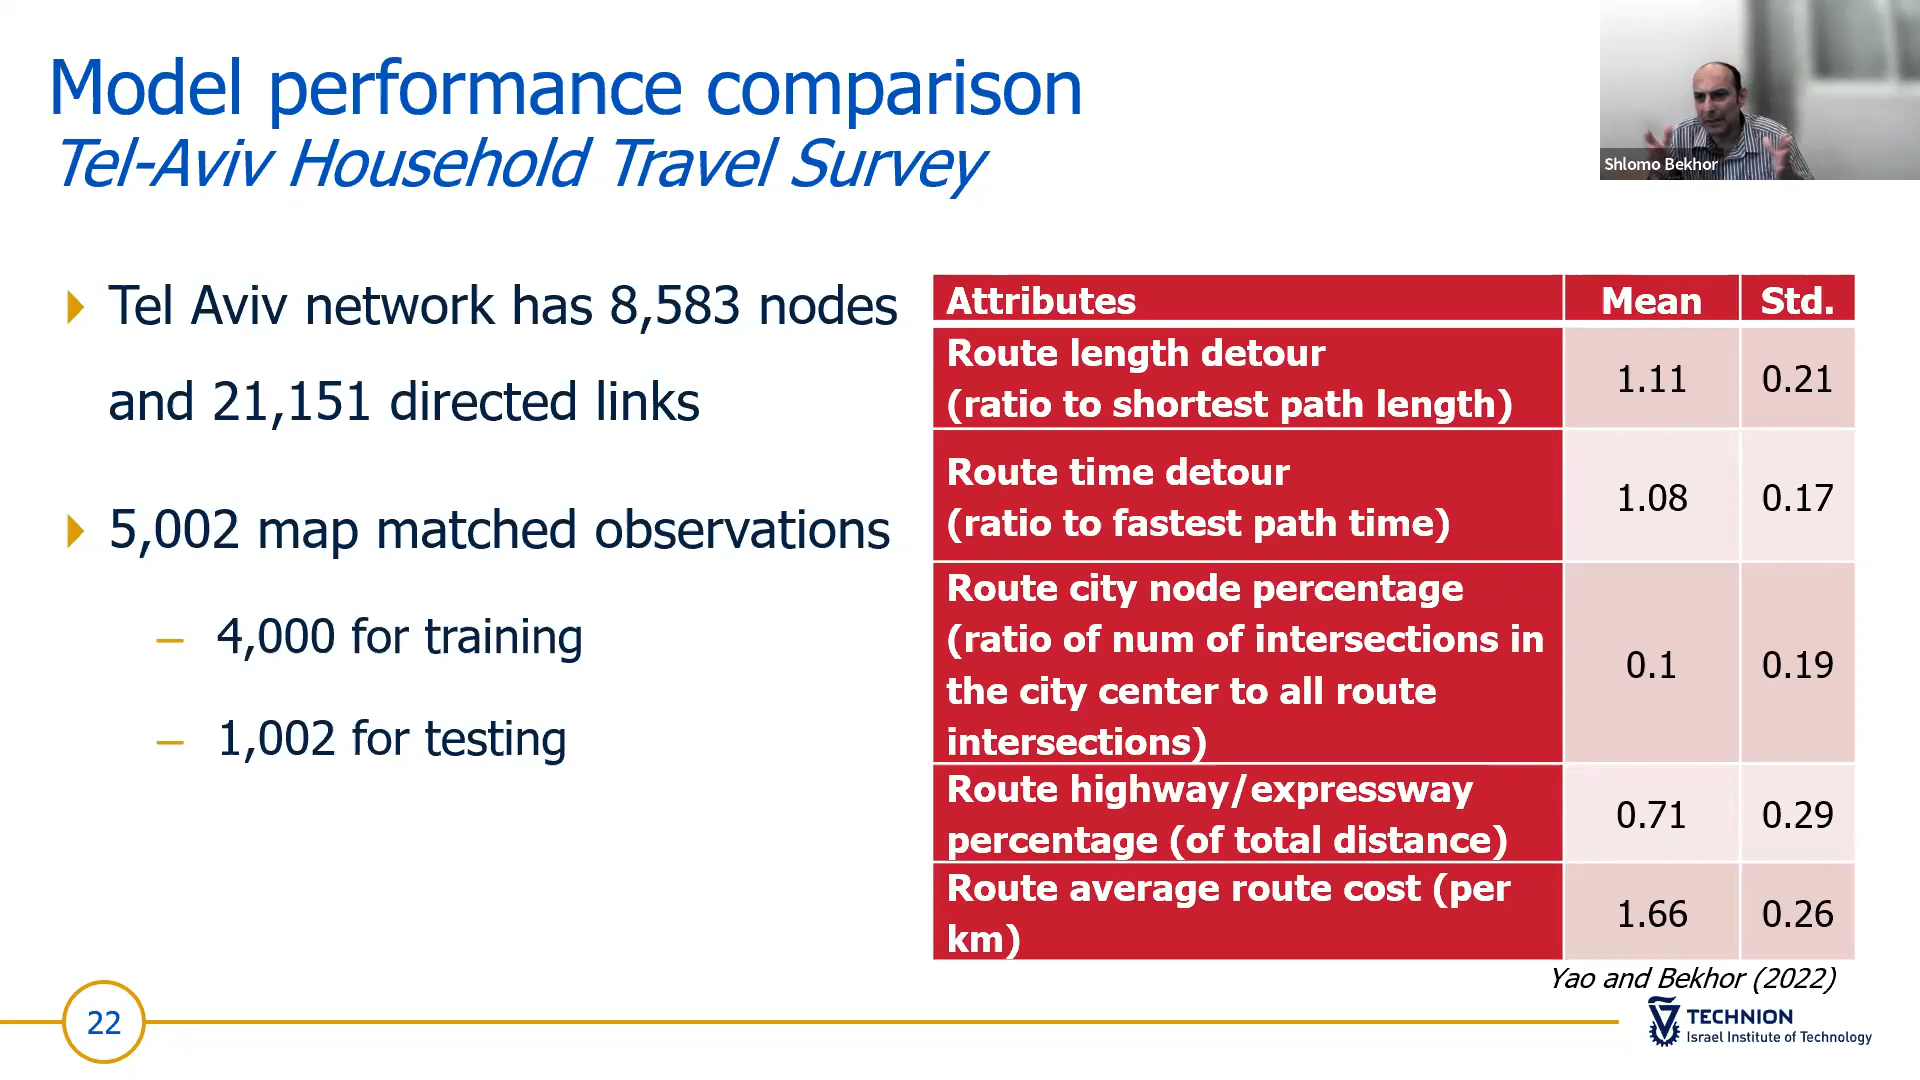 Model performance comparison
Tel-Aviv Household Travel Survey
Shlomo Bekhor
Tel Aviv network has 8,583 nodes
and 21,151 directed links
5,002 map matched observations
– 4,000 for training
– 1,002 for testing
Attributes Mean Std.
Route length detour
(ratio to shortest path length) 1.11 0.21
Route time detour
(ratio to fastest path time) 1.08 0.17
Route city node percentage
(ratio of num of intersections in
the city center to all route
intersections) 0.1 0.19
Route highway/expressway
percentage (of total distance) 0.71 0.29
Route average route cost (per
km) 1.66 0.26
Yao and Bekhor (2022)
22
TECHNION
Israel Institute of Technology